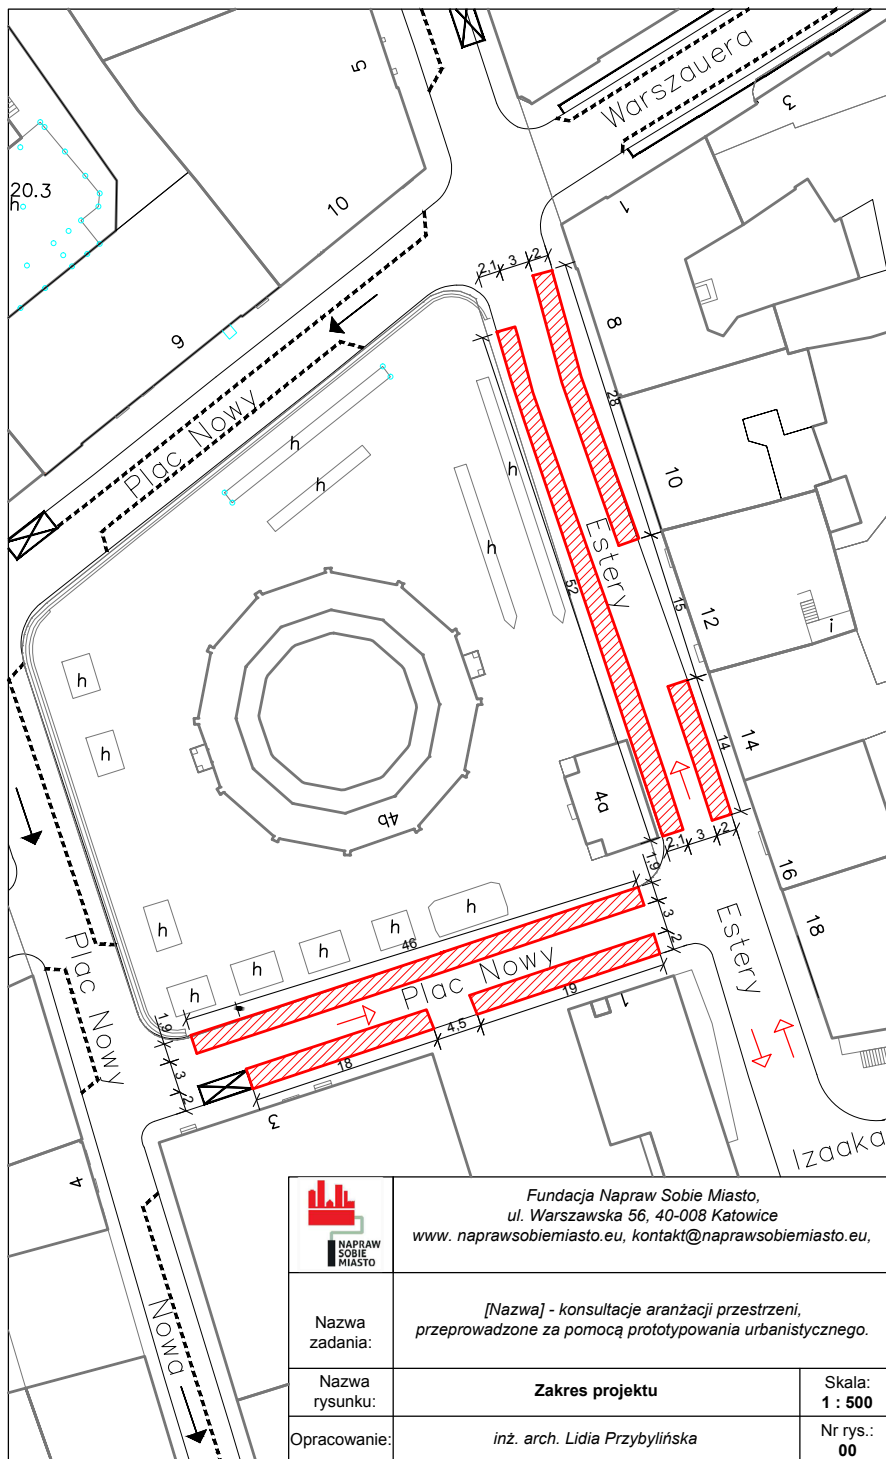 Warszauera
5
3
20.3
h
10
1
2,1 3 2
9
8
Plac Nowy
28
h
h
h
h
10
Estery
52
15
12
i
h
h
14
14
4b
4a
2,1 3 2
1,9
16
h
h
h
h
h
h
46
3
2
Estery
18
Plac Nowy
Plac Nowy
19
1
4,5
18
1,9
3
2
3
4
Izaaka
Nowa
NAPRAW
SOBIE
MIASTO
Fundacja Napraw Sobie Miasto,
ul. Warszawska 56, 40-008 Katowice
www. naprawsobiemiasto.eu, kontakt@naprawsobiemiasto.eu,
Nazwa
zadania:
[Nazwa] - konsultacje aranżacji przestrzeni,
przeprowadzone za pomocą prototypowania urbanistycznego.
Nazwa
rysunku:
Zakres projektu
Skala:
1 : 500
Opracowanie:
inż. arch. Lidia Przybylińska
Nr rys.:
00